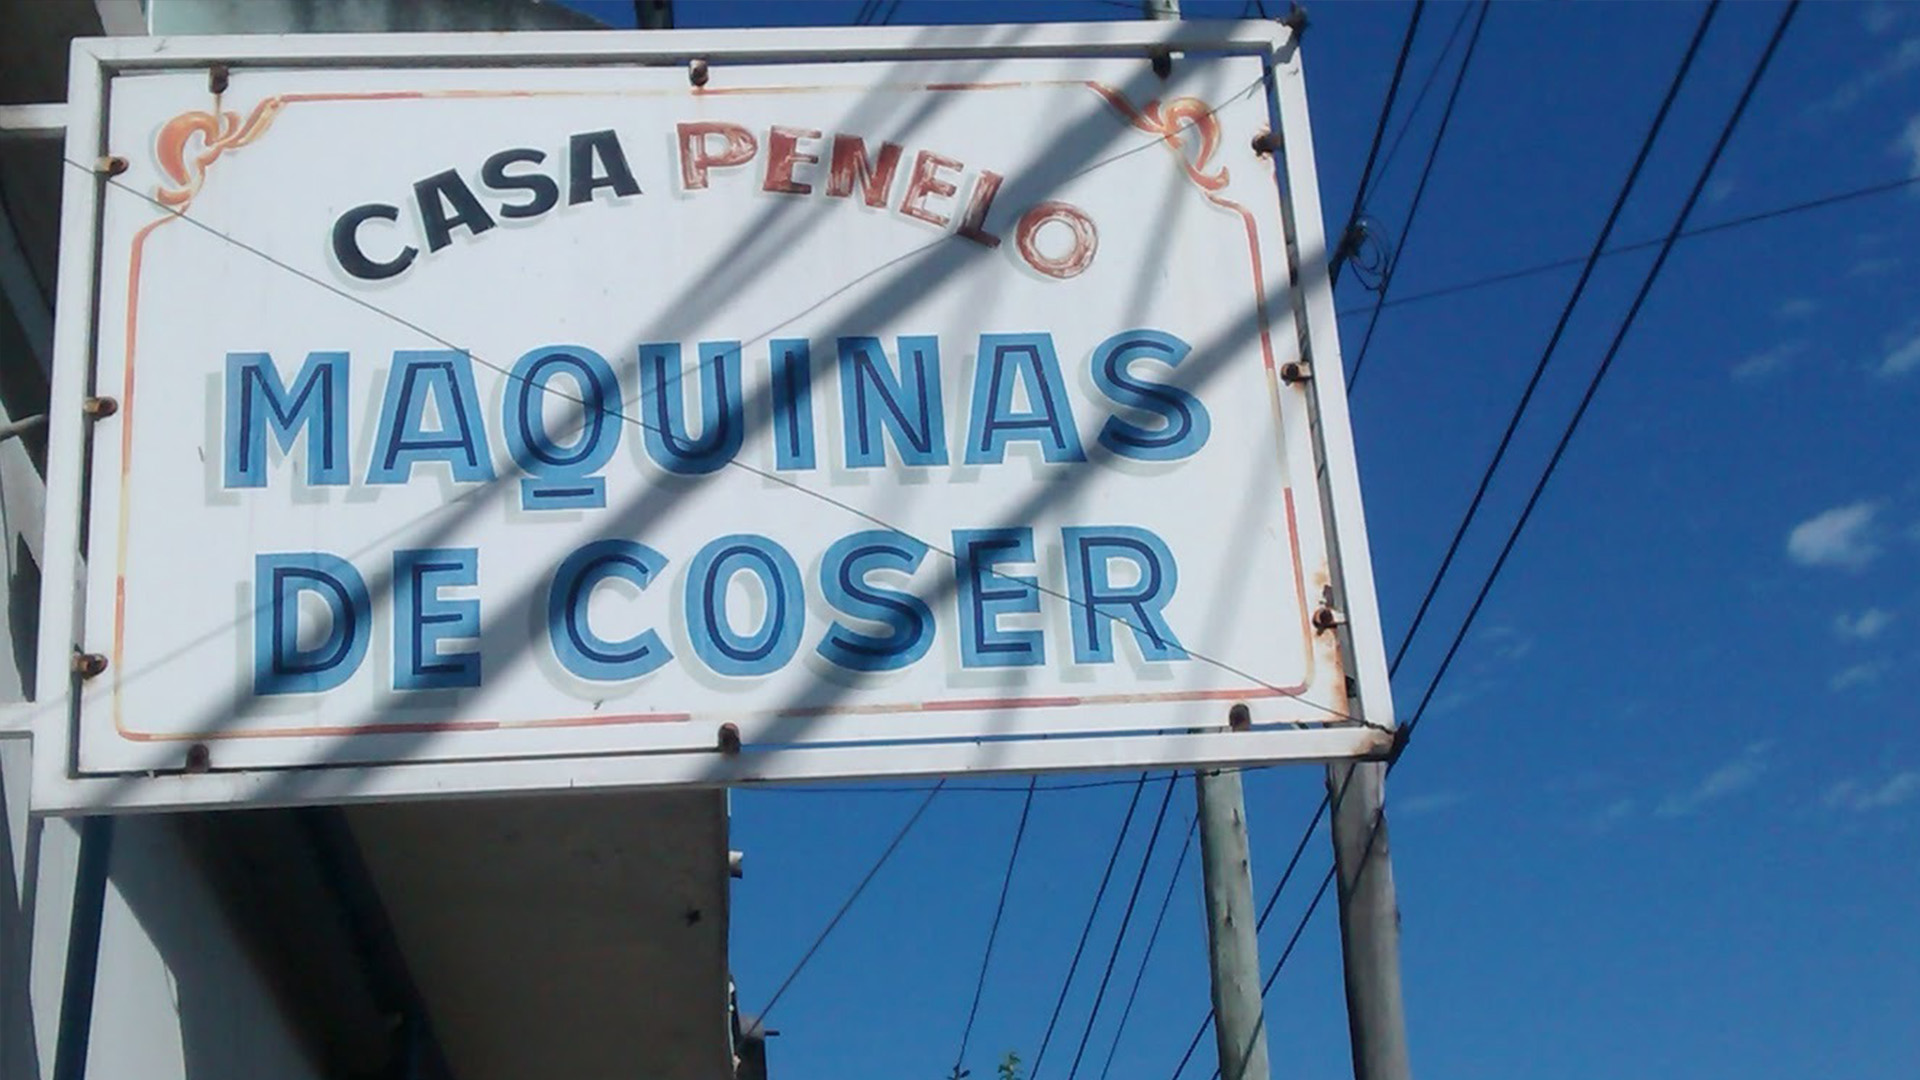 CASA PENELO
MAQUINAS
DE COSER